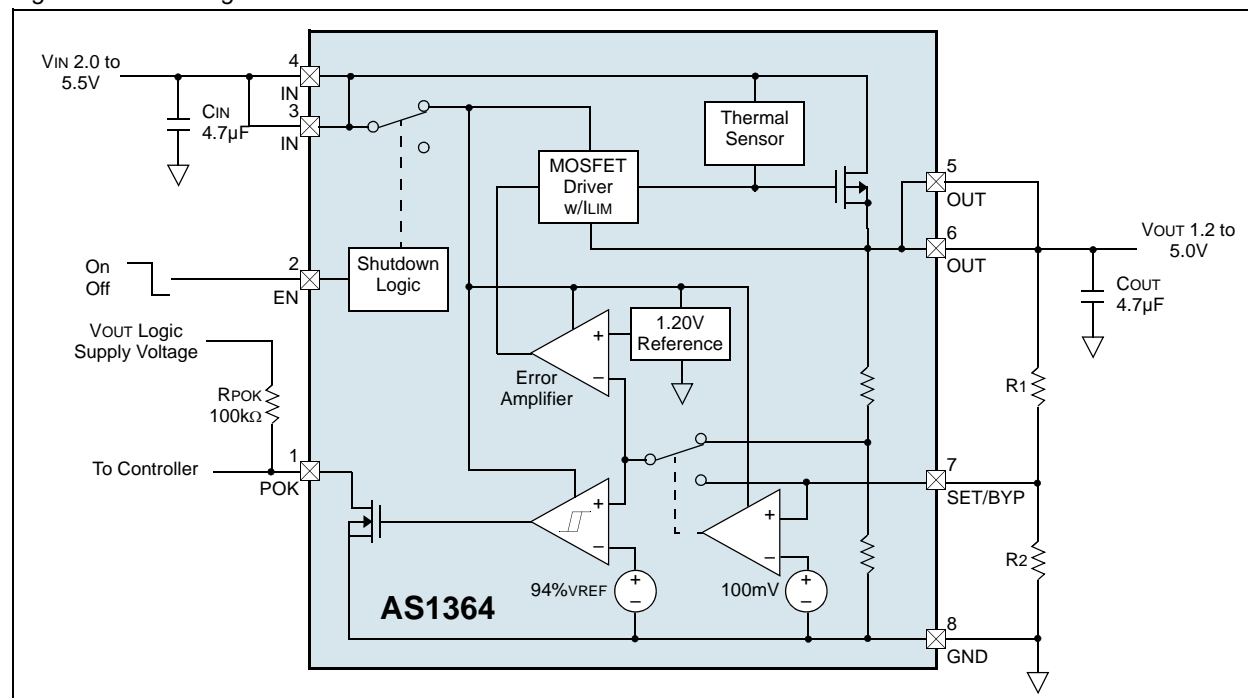 VIN 2.0 to
5.5V
CIN
4.7µF
4
IN
3
IN
Thermal
Sensor
MOSFET
Driver
w/ILIM
5
OUT
6
OUT
VOUT 1.2 to
5.0V
COUT
4.7µF
On
Off
2
EN
Shutdown
Logic
+
−
1.20V
Reference
Error
Amplifier
VOUT Logic
Supply Voltage
RPOK
100kΩ
R1
To Controller
1
POK
7
SET/BYP
+
−
+
−
R2
94%VREF
+
−
100mV
+
−
AS1364
8
GND